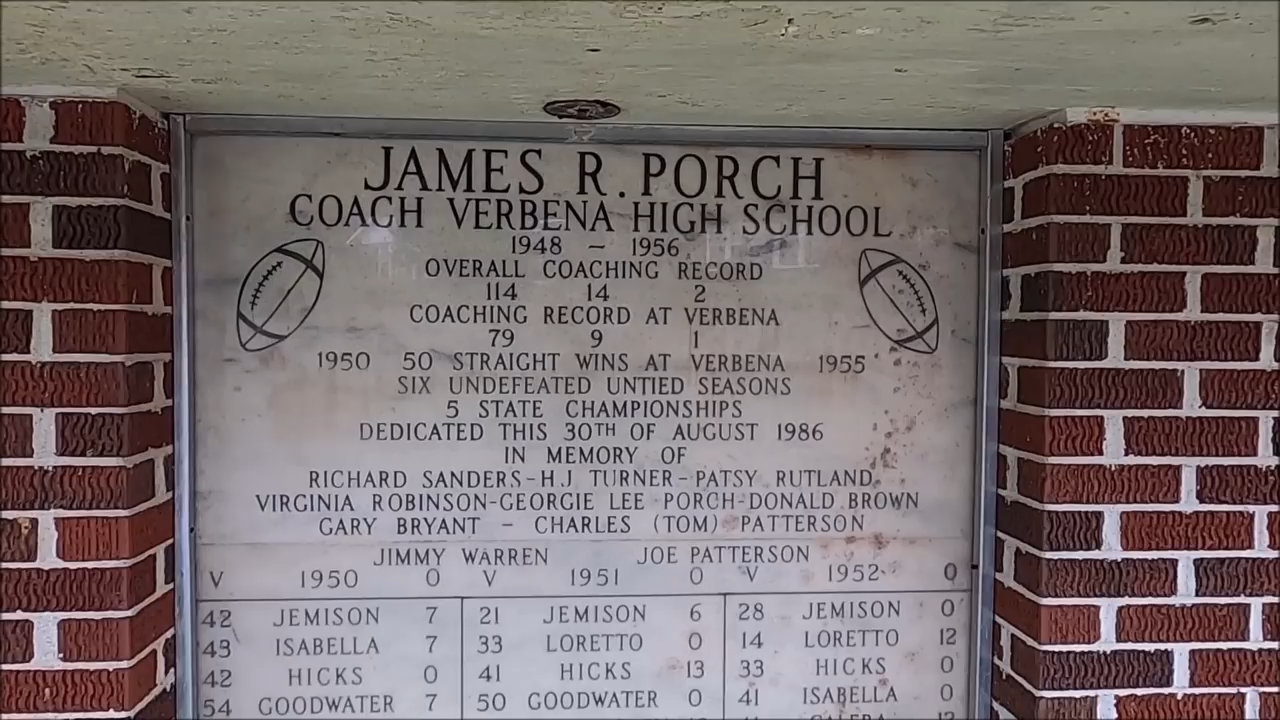 JAMES R. PORCH
COACH VERBENA HIGH SCHOOL
1948 ~ 1956
OVERALL COACHING RECORD
114 14 2
COACHING RECORD AT VERBENA
79 9 1
1950 50 STRAIGHT WINS AT VERBENA 1955
SIX UNDEFEATED UNTIED SEASONS
5 STATE CHAMPIONSHIPS
DEDICATED THIS 30TH OF AUGUST 1986
IN MEMORY OF
RICHARD SANDERS-H.J. TURNER-PATSY RUTLAND
VIRGINIA ROBINSON-GEORGIE LEE PORCH-DONALD BROWN
GARY BRYANT - CHARLES (TOM) PATTERSON
JIMMY WARREN JOE PATTERSON
V 1950 O V 1951 O V 1952 O
42 JEMISON 7 21 JEMISON 6 28 JEMISON 0
43 ISABELLA 7 33 LORETTO 0 14 LORETTO 12
42 HICKS 0 41 HICKS 13 33 HICKS 0
54 GOODWATER 7 50 GOODWATER 0 41 ISABELLA 0
CALERA